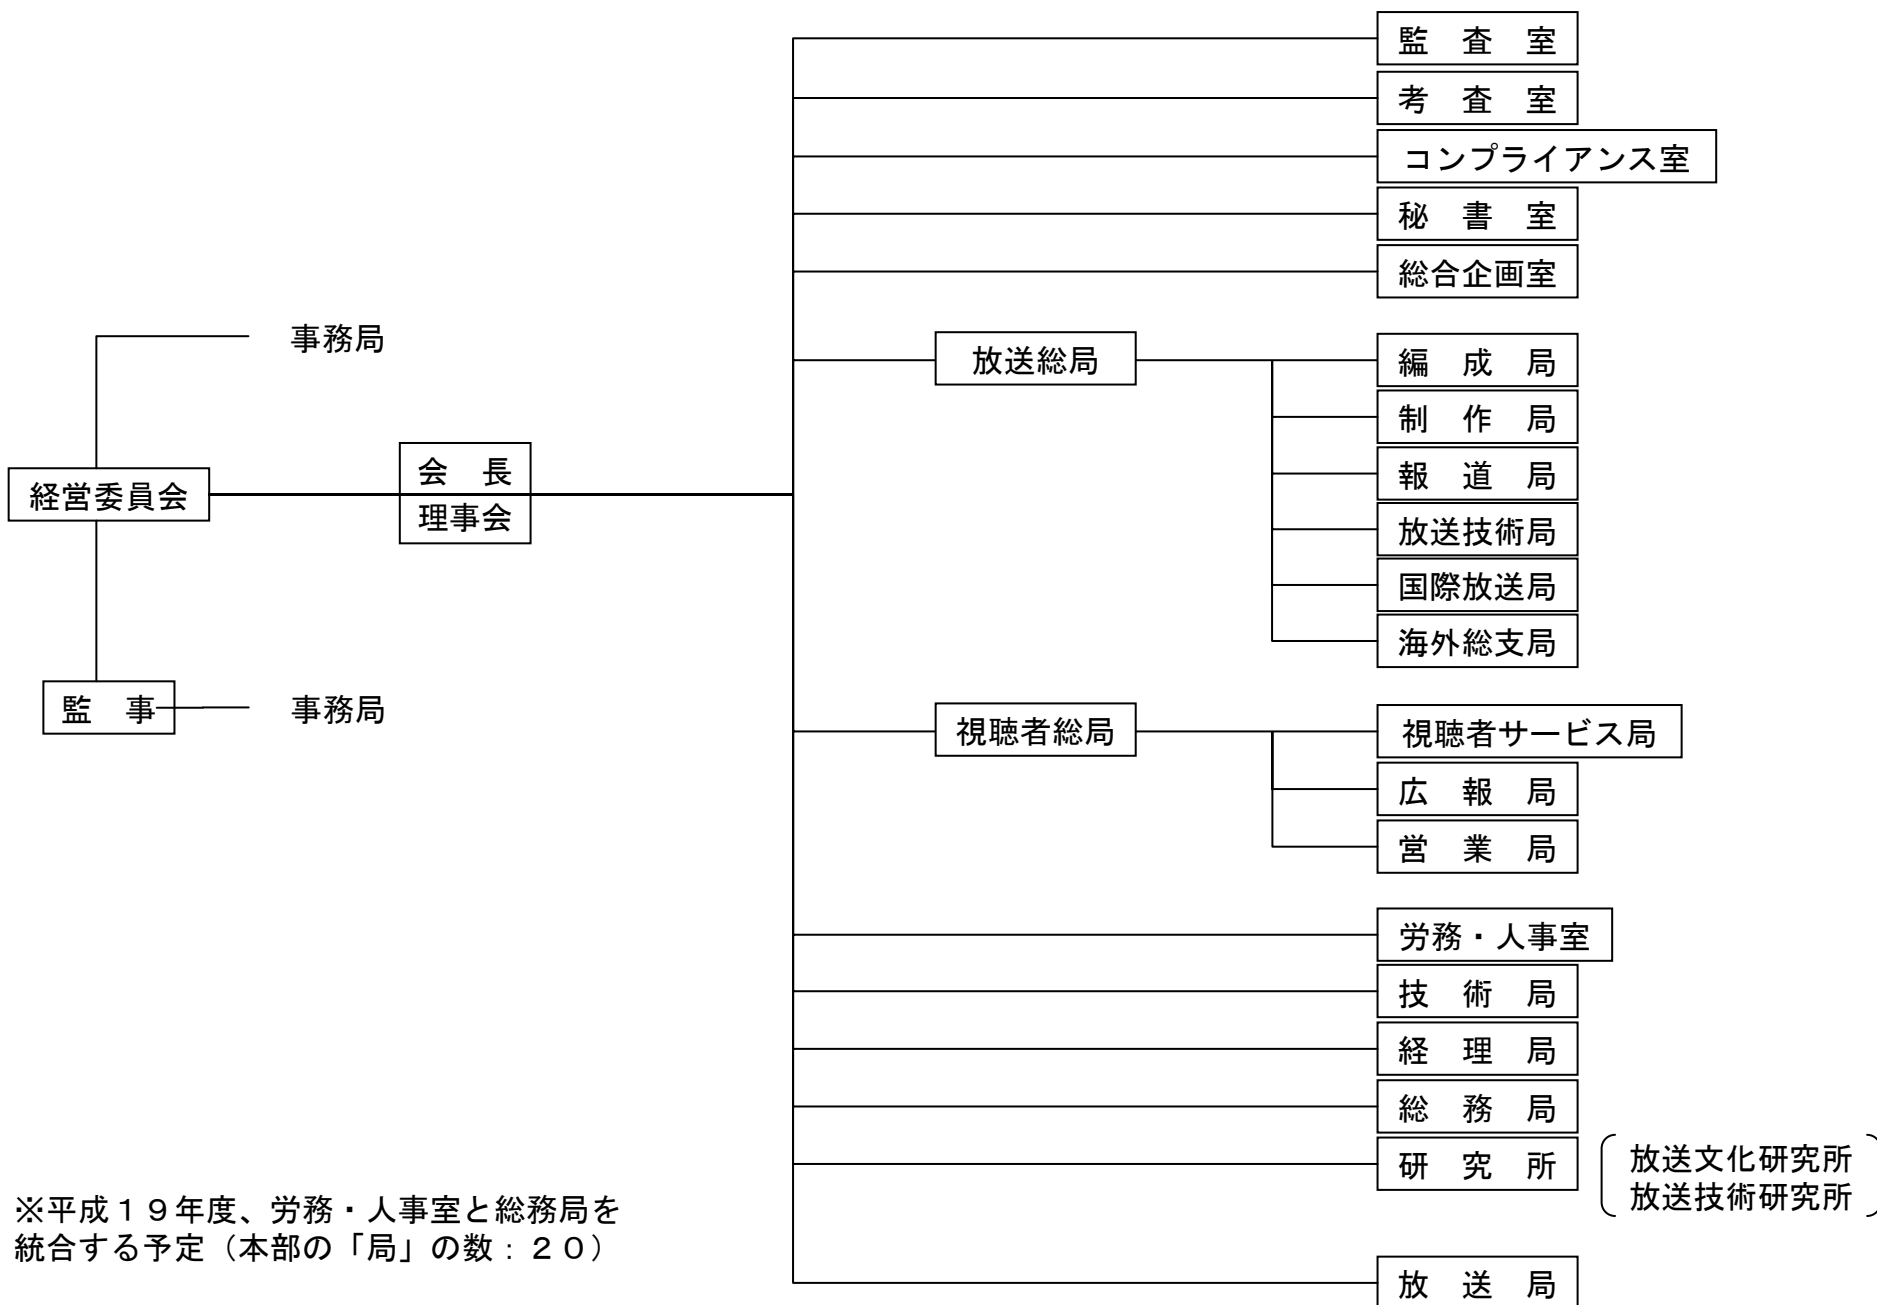 監　査　室
考　査　室
コンプライアンス室
秘　書　室
総合企画室
事務局
放送総局
編　成　局
制　作　局
会　長
報　道　局
経営委員会
理事会
放送技術局
国際放送局
海外総支局
監　事
事務局
視聴者総局
視聴者サービス局
広　報　局
営　業　局
労務・人事室
技　術　局
経　理　局
総　務　局
研　究　所
放送文化研究所
放送技術研究所
※平成１９年度、労務・人事室と総務局を
統合する予定（本部の「局」の数：２０）
放　送　局